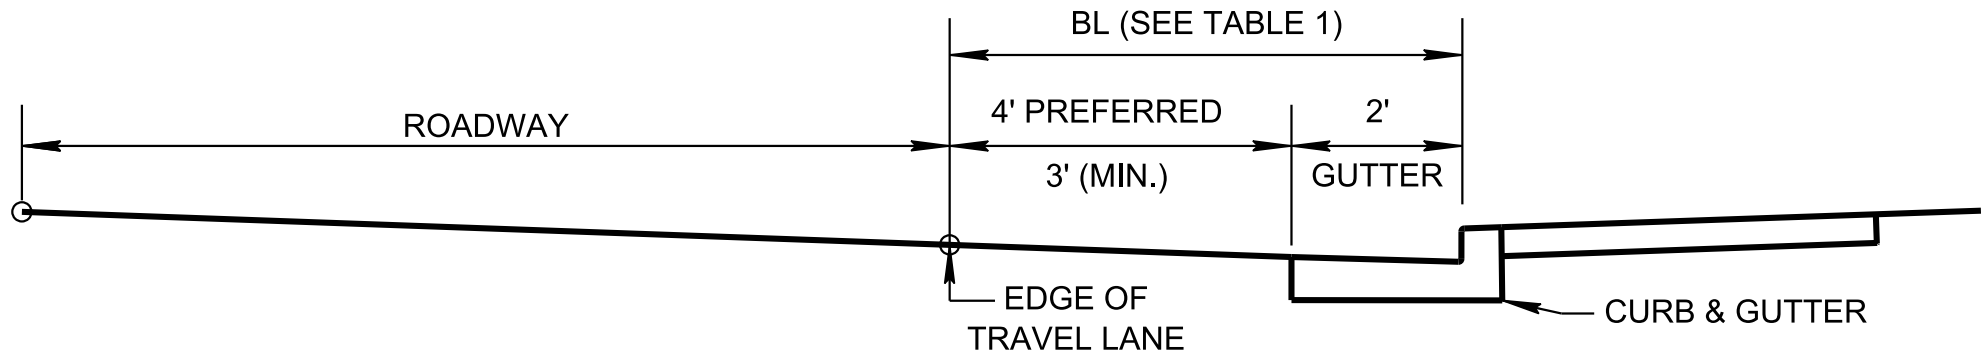 BL (SEE TABLE 1)
ROADWAY
4' PREFERRED
2'
3' (MIN.)
GUTTER
EDGE OF
TRAVEL LANE
CURB & GUTTER